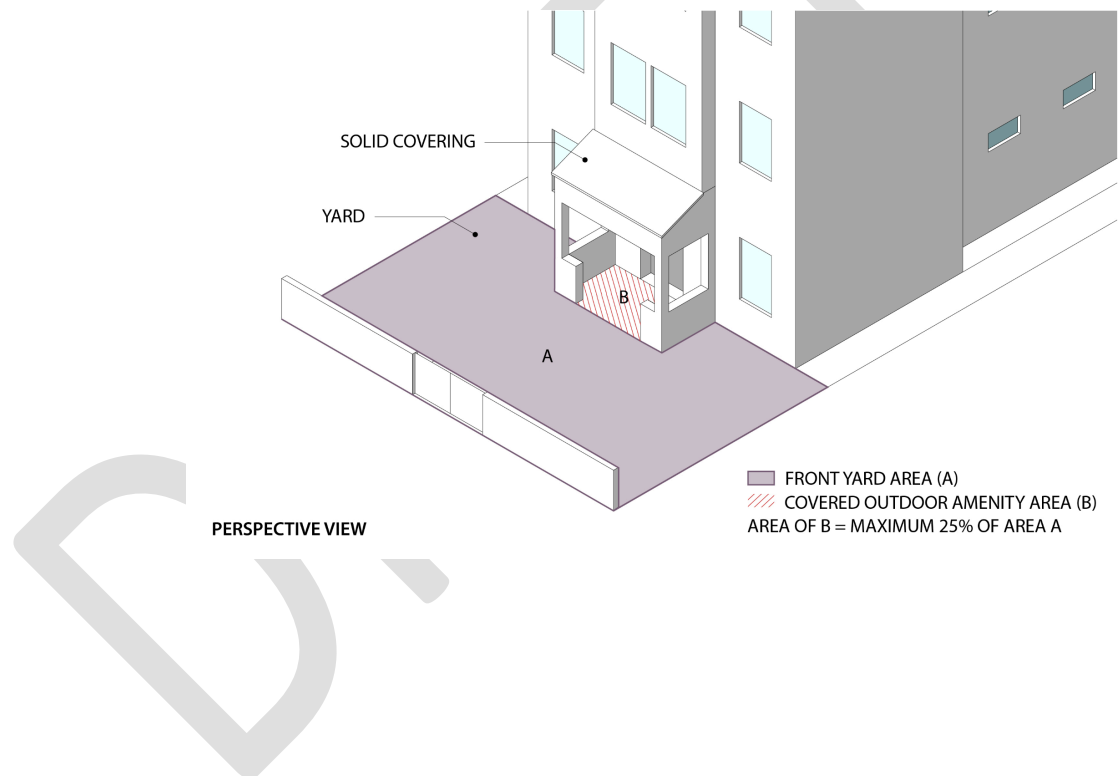 SOLID COVERING
YARD
B
A
FRONT YARD AREA (A)
COVERED OUTDOOR AMENITY AREA (B)
AREA OF B = MAXIMUM 25% OF AREA A
PERSPECTIVE VIEW